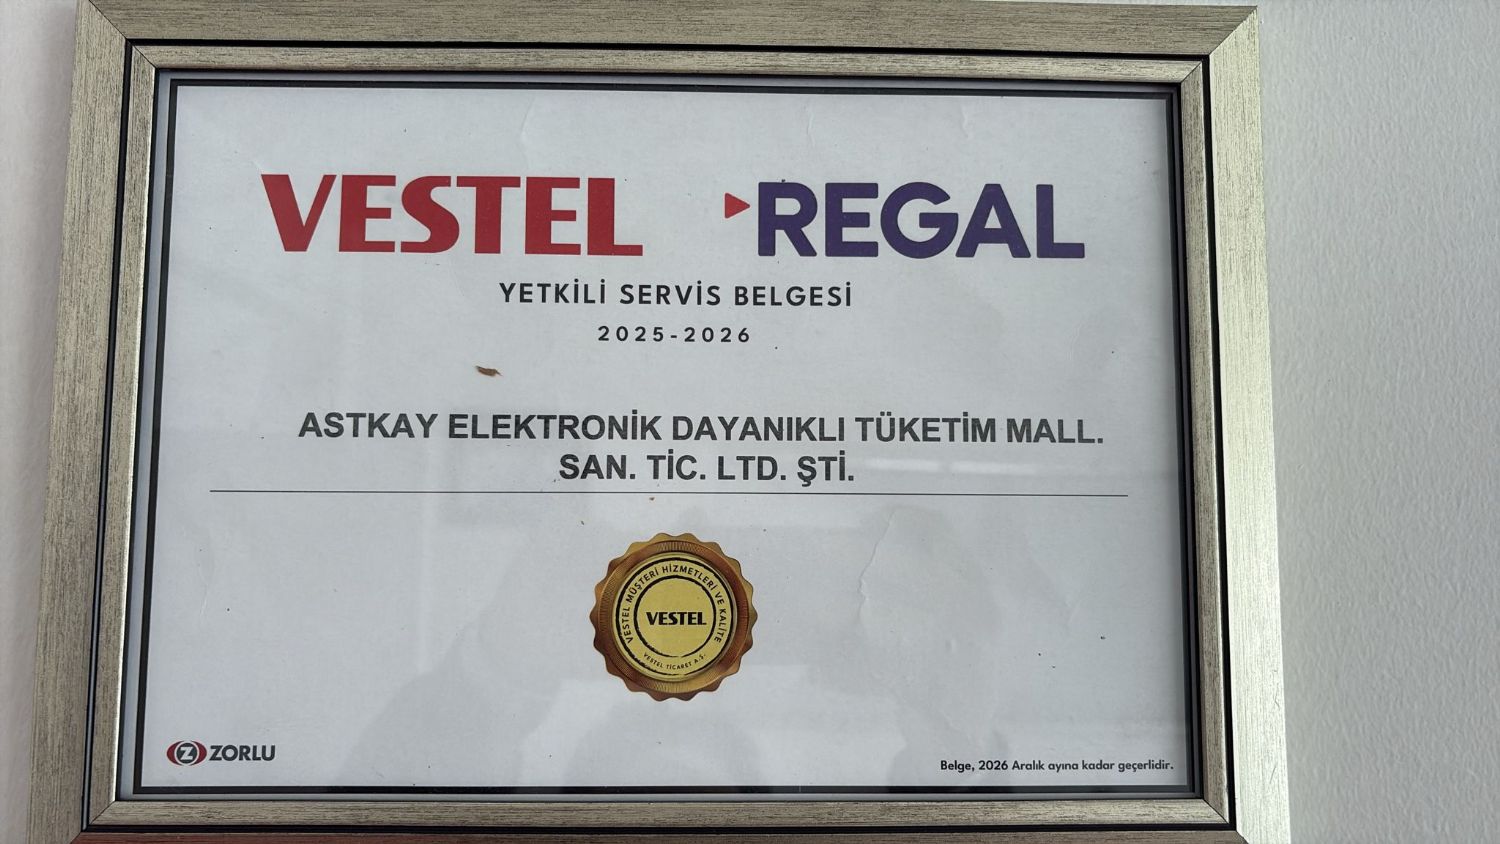 VESTEL REGAL
YETKİLİ SERVİS BELGESİ
2025-2026
ASTKAY ELEKTRONİK DAYANIKLI TÜKETİM MALL.
SAN. TİC. LTD. ŞTİ.
VESTEL MÜŞTERİ HİZMETLERİ VE KALİTE
VESTEL
VESTEL TİCARET A.Ş.
Z ZORLU
Belge, 2026 Aralık ayına kadar geçerlidir.